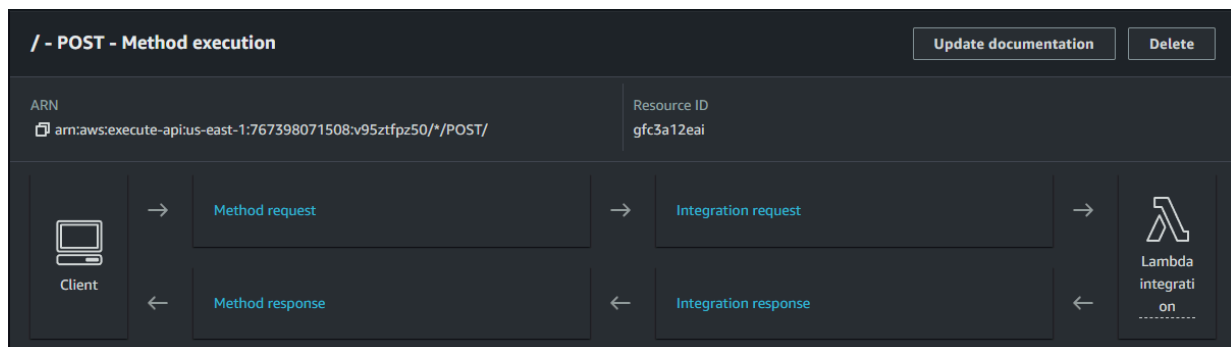 / - POST - Method execution
Update documentation
Delete
ARN
arn:aws:execute-api:us-east-1:767398071508:v95ztfpz50/*/POST/
Resource ID
gfc3a12eai
Client
Method request
Integration request
Method response
Integration response
Lambda
integrati
on